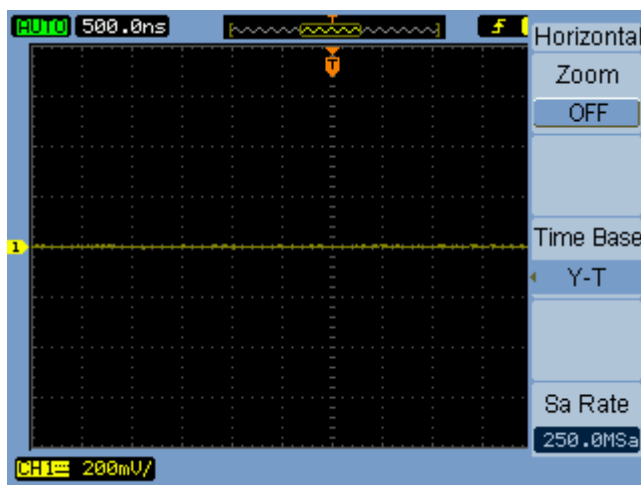 AUTO 500.0ns
T
Horizontal
Zoom
OFF
1
Time Base
Y-T
Sa Rate
250.0MSa
CH1 200mV/